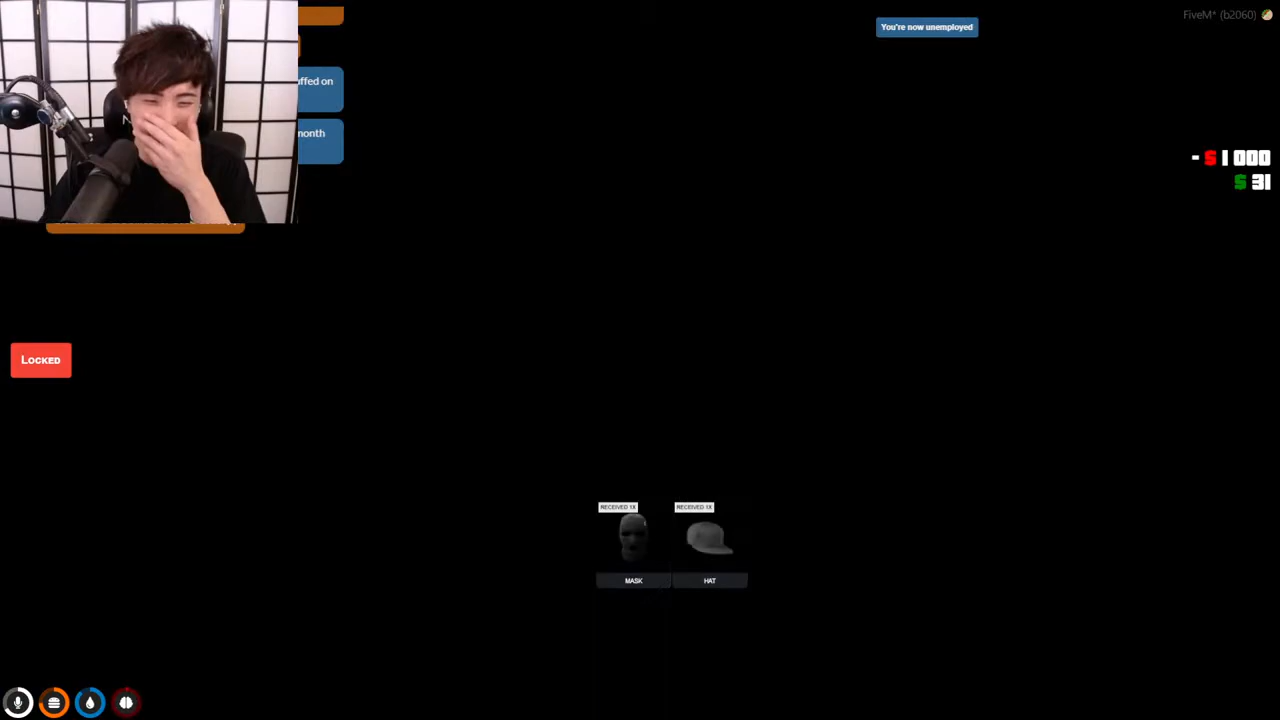 You're now unemployed
FiveM* (b2060)
ffed on
month
- $ 1 000
$ 31
LOCKED
RECEIVED 1X
RECEIVED 1X
MASK
HAT